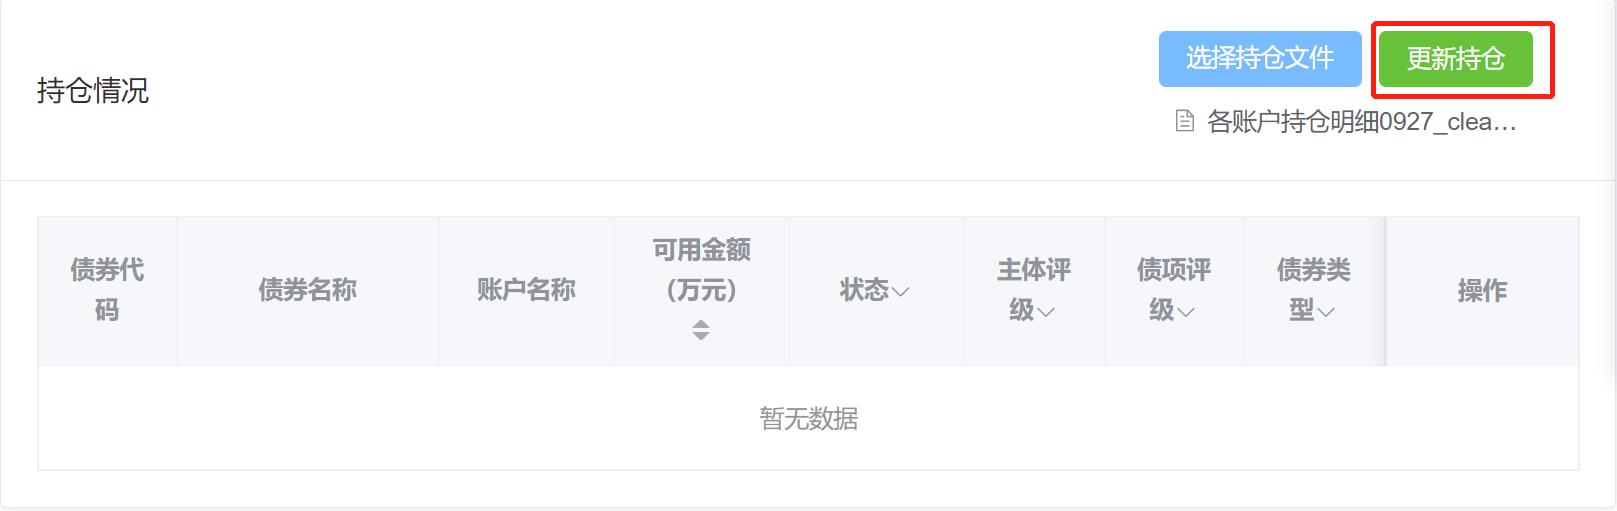 选择持仓文件 更新持仓
持仓情况
各账户持仓明细0927_clea...
债券代
码
债券名称
账户名称
可用金额
(万元)
状态
主体评
级
债项评
级
债券类
型
操作
暂无数据